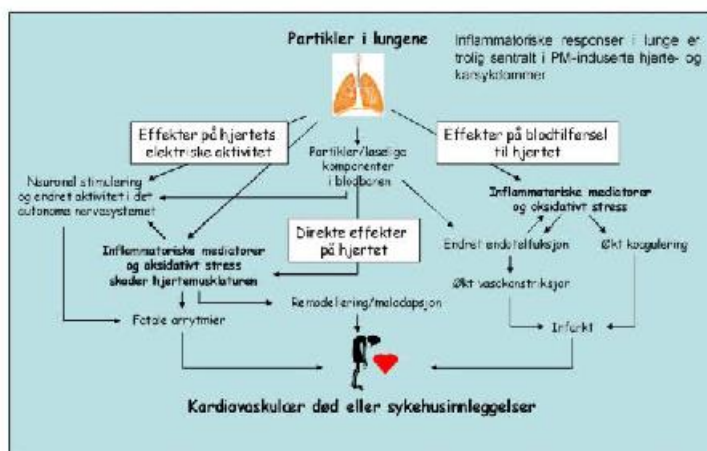 Partikler i lungene
Inflammatoriske responser i lunge er
trolig sentralt i PM-induserte hjerte- og
karsykdommer
Effekter på hjertets
elektriske aktivitet
Partikler/løselige
komponenter
i blodbanen
Effekter på blodtilførsel
til hjertet
Neuronal stimulering
og endret aktivitet i det
autonome nervesystemet
Inflammatoriske mediatorer
og oksidativt stress
Direkte effekter
på hjertet
Inflammatoriske mediatorer
og oksidativt stress
skader hjertemusklaturen
Endret endotelfuksjon
Økt koagulering
Økt vasokonstriksjon
Remodellering/maladapsjon
Fatale arrytmier
Infarkt
Kardiovaskulær død eller sykehusinnleggelser